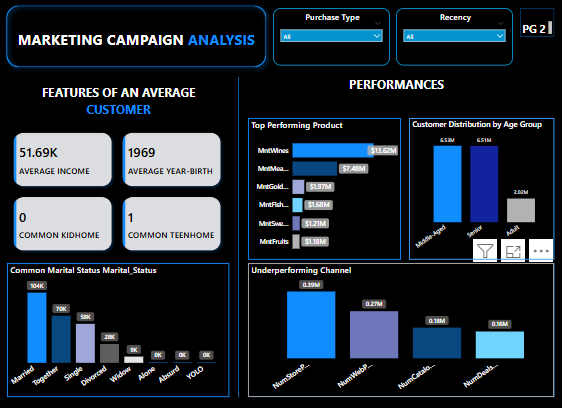 MARKETING CAMPAIGN ANALYSIS
Purchase Type
All
Recency
All
PG 2
FEATURES OF AN AVERAGE
CUSTOMER
51.69K
AVERAGE INCOME
1969
AVERAGE YEAR-BIRTH
0
COMMON KIDHOME
1
COMMON TEENHOME
PERFORMANCES
Top Performing Product
MntWines $13.62M
MntMea... $7.48M
MntGold... $1.97M
MntFish... $1.68M
MntSwe... $1.21M
MntFruits $1.18M
Customer Distribution by Age Group
6.53M
6.51M
2.02M
Middle-Aged
Senior
Adult
Common Marital Status Marital_Status
104K
70K
58K
28K
9K
0K
0K
0K
Married
Together
Single
Divorced
Widow
Alone
Absurd
YOLO
Underperforming Channel
0.39M
0.27M
0.18M
0.16M
NumStoreP...
NumWebP...
NumCatalo...
NumDeals...